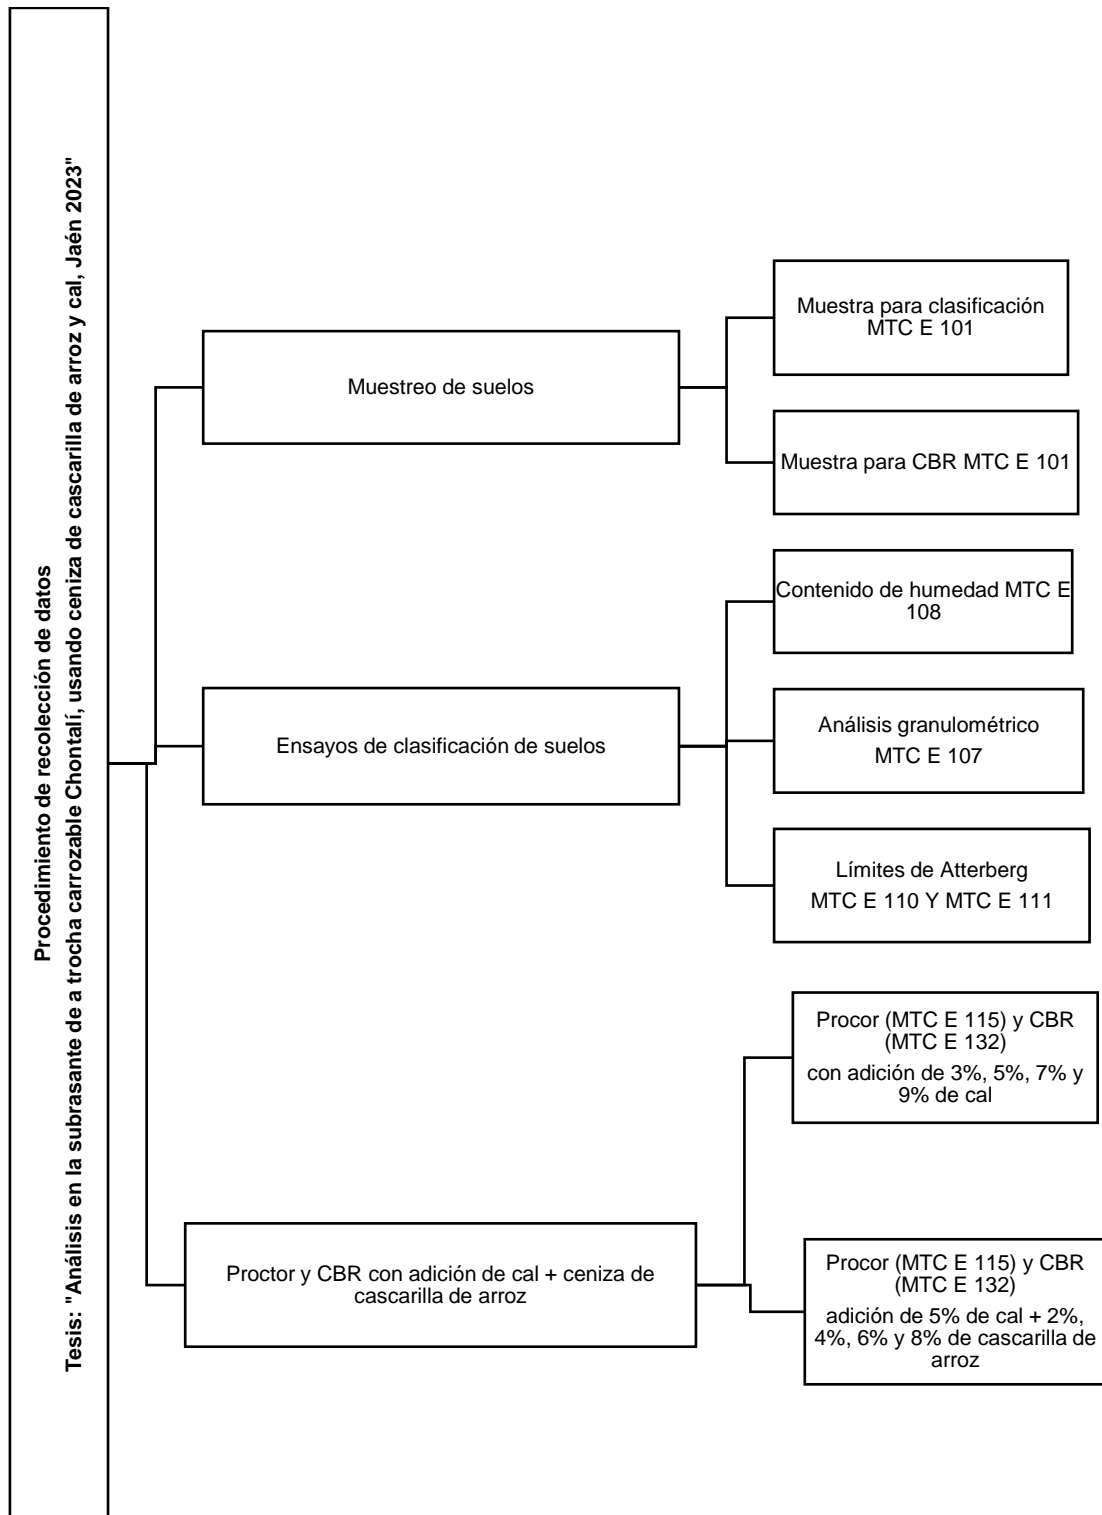 Procedimiento de recolección de datos
Tesis: "Análisis en la subrasante de a trocha carrozable Chontalí, usando ceniza de cascarilla de arroz y cal, Jaén 2023"
Muestreo de suelos
Muestra para clasificación
MTC E 101
Muestra para CBR MTC E 101
Ensayos de clasificación de suelos
Contenido de humedad MTC E
108
Análisis granulométrico
MTC E 107
Límites de Atterberg
MTC E 110 Y MTC E 111
Proctor y CBR con adición de cal + ceniza de
cascarilla de arroz
Procor (MTC E 115) y CBR
(MTC E 132)
con adición de 3%, 5%, 7% y
9% de cal
Procor (MTC E 115) y CBR
(MTC E 132)
adición de 5% de cal + 2%,
4%, 6% y 8% de cascarilla de
arroz